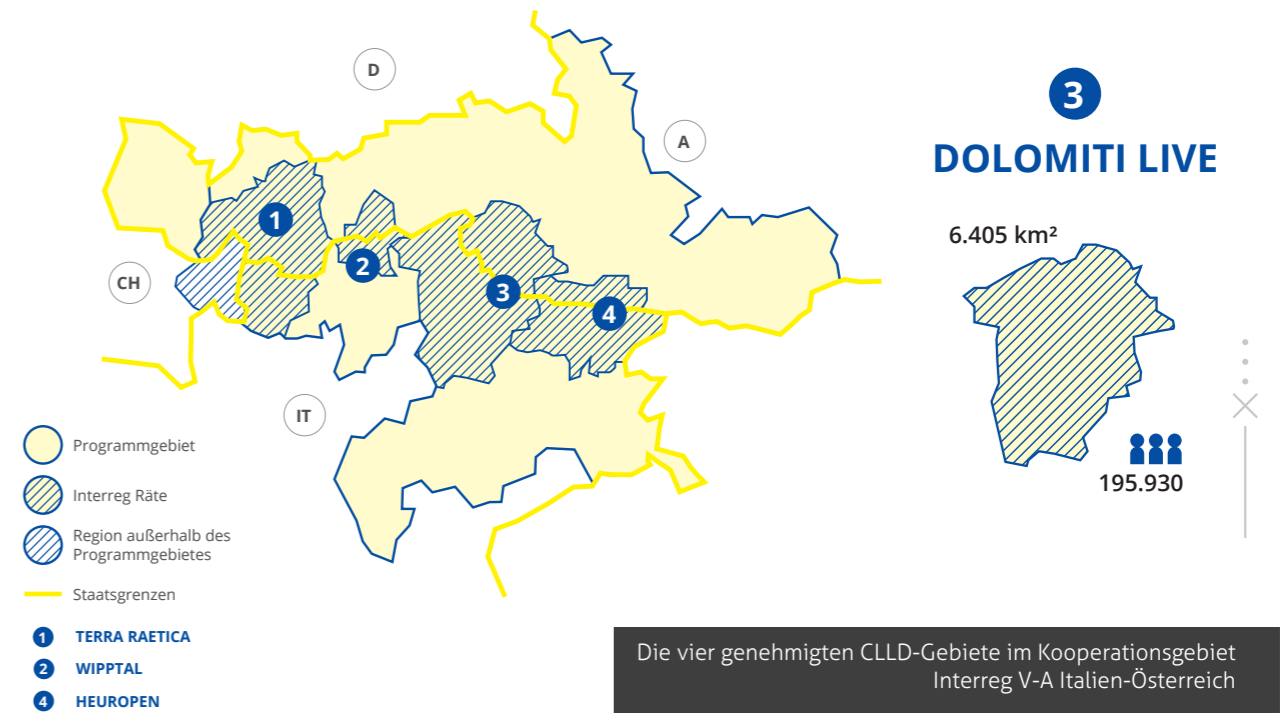 D
A
CH
IT
1
2
3
4
Programmgebiet
Interreg Räte
Region außerhalb des
Programmgebietes
Staatsgrenzen
1 TERRA RAETICA
2 WIPPTAL
4 HEUROPEN
3
DOLOMITI LIVE
6.405 km²
195.930
Die vier genehmigten CLLD-Gebiete im Kooperationsgebiet
Interreg V-A Italien-Österreich